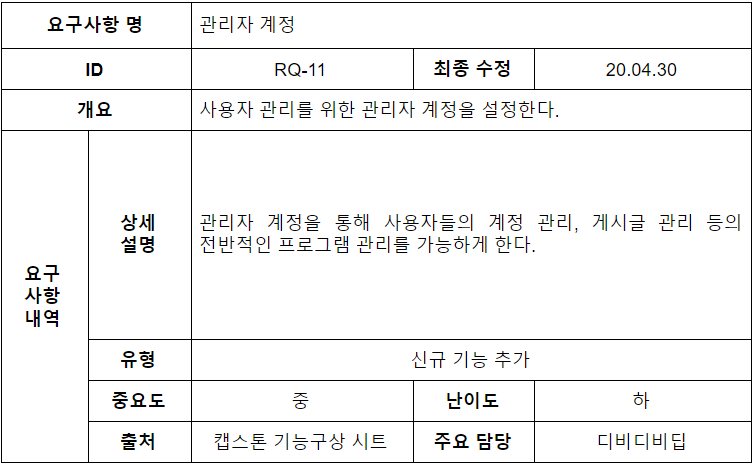 요구사항 명 관리자 계정
ID RQ-11 최종 수정 20.04.30
개요 사용자 관리를 위한 관리자 계정을 설정한다.
요구
사항
내역
상세
설명
관리자 계정을 통해 사용자들의 계정 관리, 게시글 관리 등의
전반적인 프로그램 관리를 가능하게 한다.
유형 신규 기능 추가
중요도 중 난이도 하
출처 캡스톤 기능구상 시트 주요 담당 디비디비딥